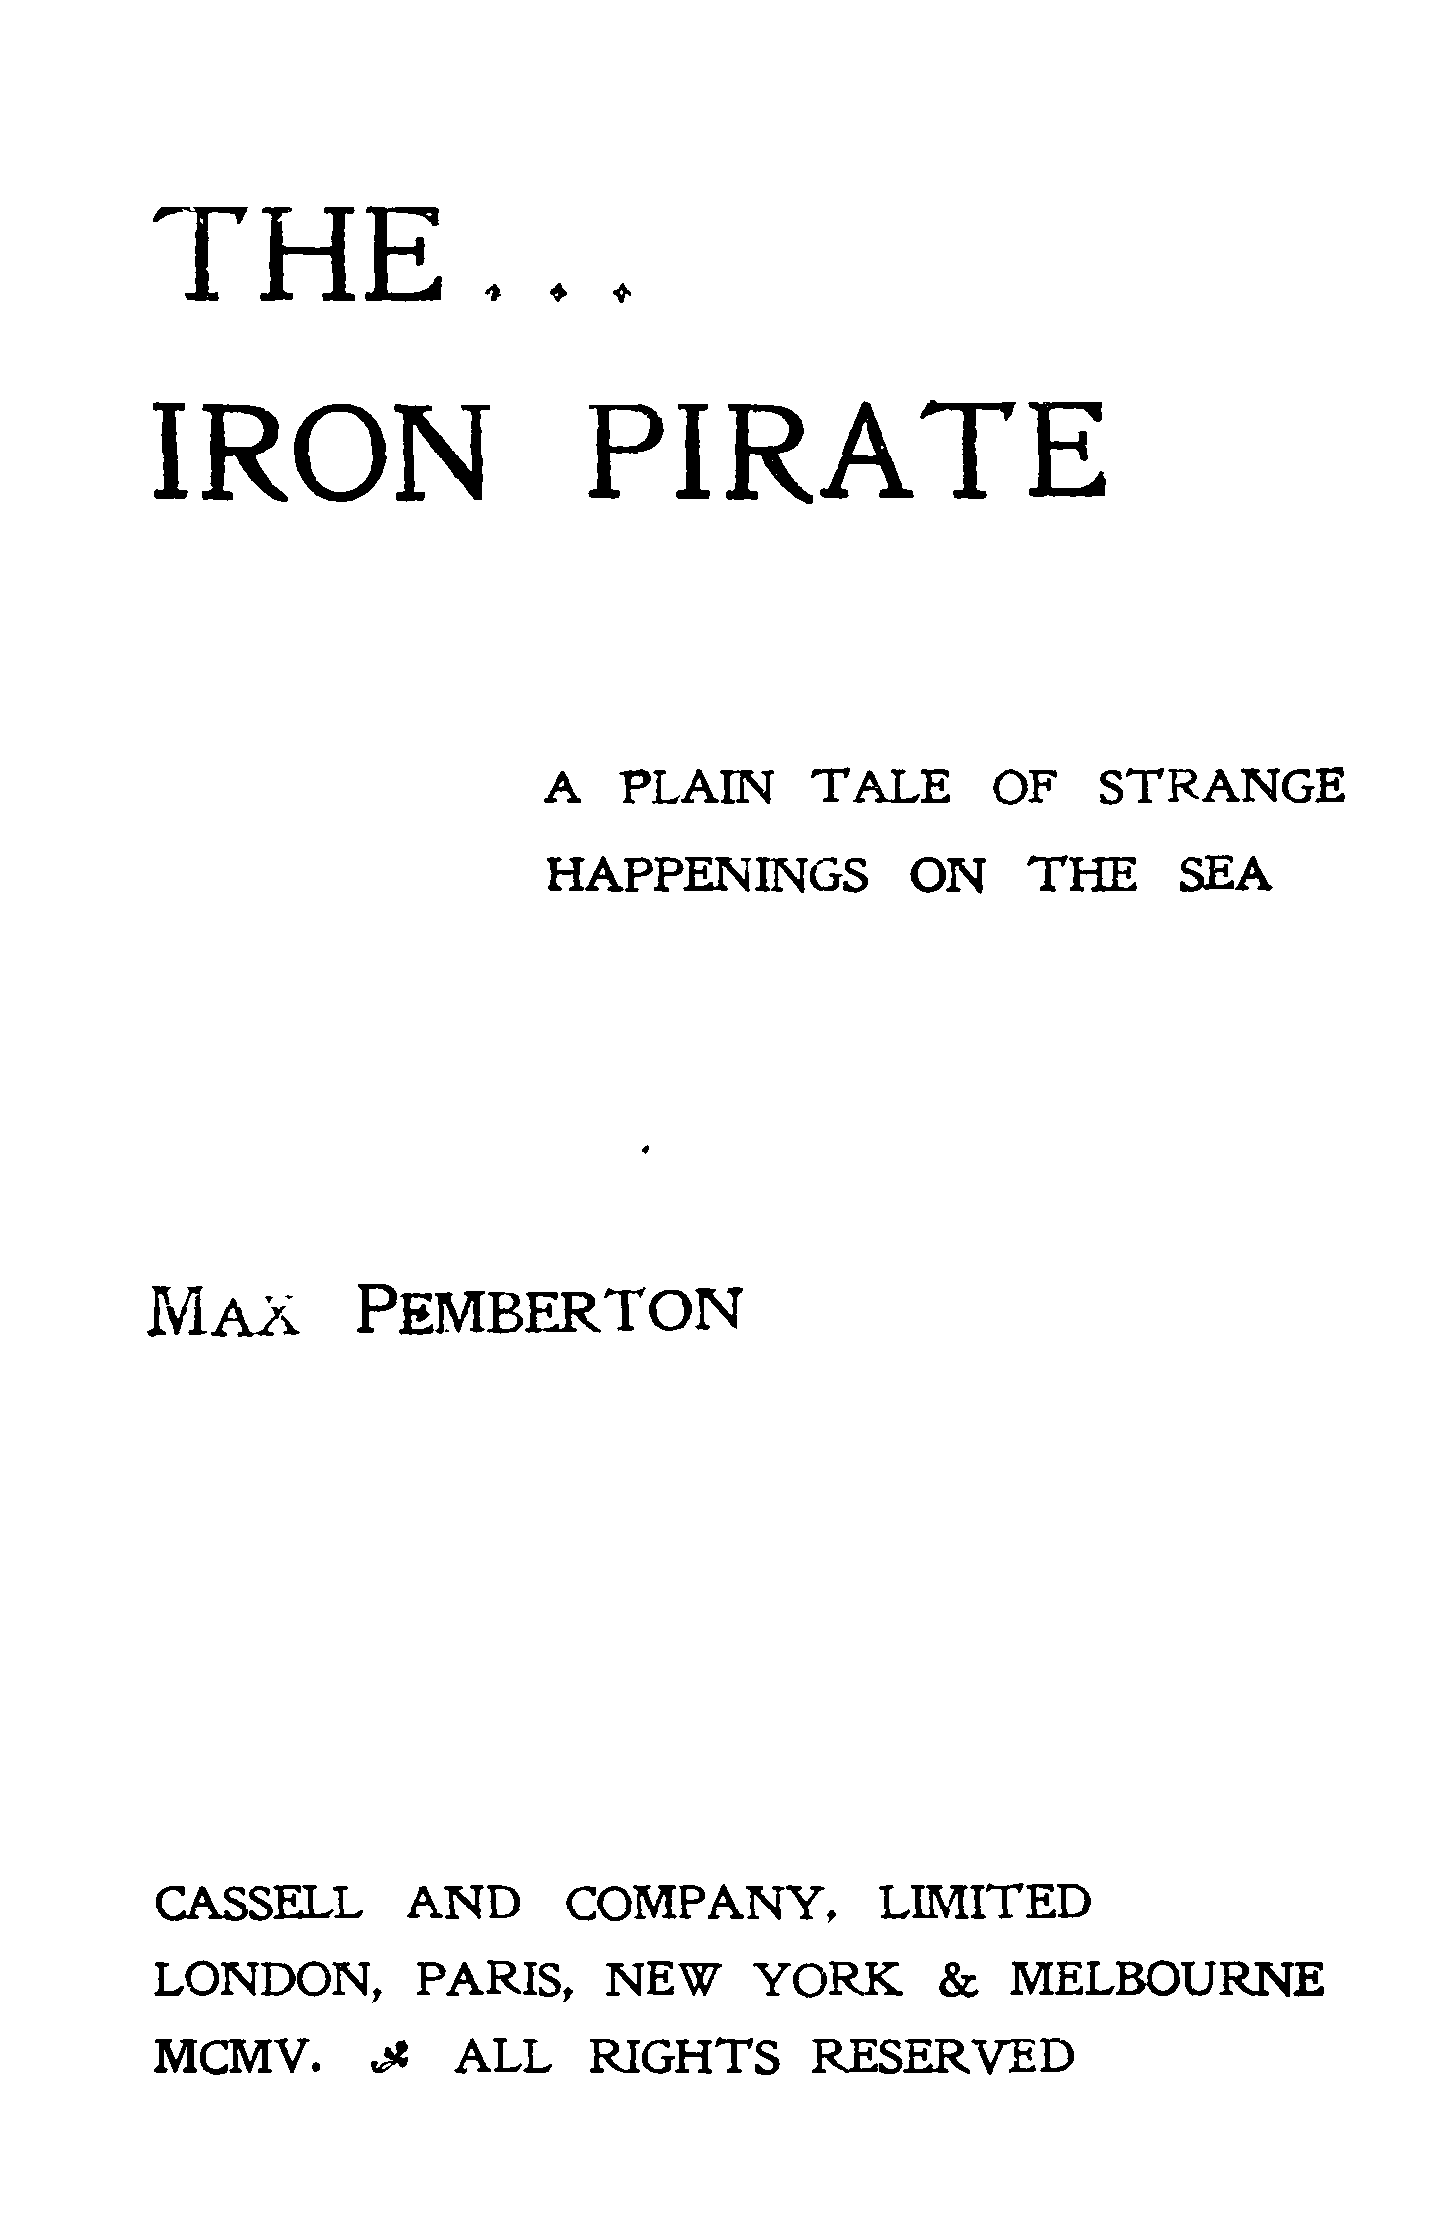 THE . . .
IRON PIRATE
A PLAIN TALE OF STRANGE
HAPPENINGS ON THE SEA
MAX PEMBERTON
CASSELL AND COMPANY, LIMITED
LONDON, PARIS, NEW YORK & MELBOURNE
MCMV. ALL RIGHTS RESERVED